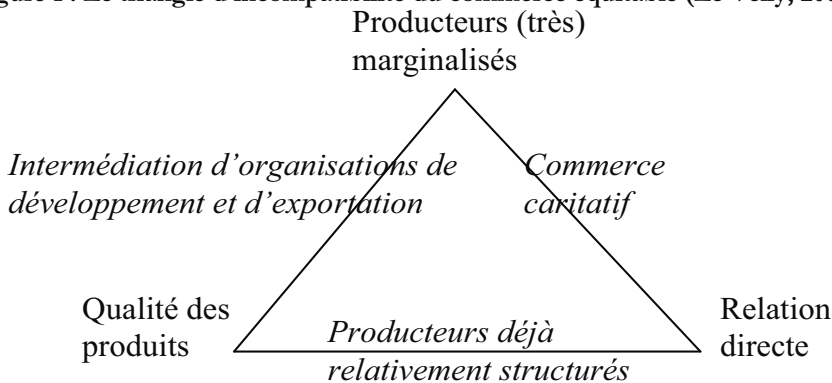 Producteurs (très)
marginalisés
Intermédiation d'organisations de
développement et d'exportation
Commerce
caritatif
Qualité des
produits
Producteurs déjà
relativement structurés
Relation
directe